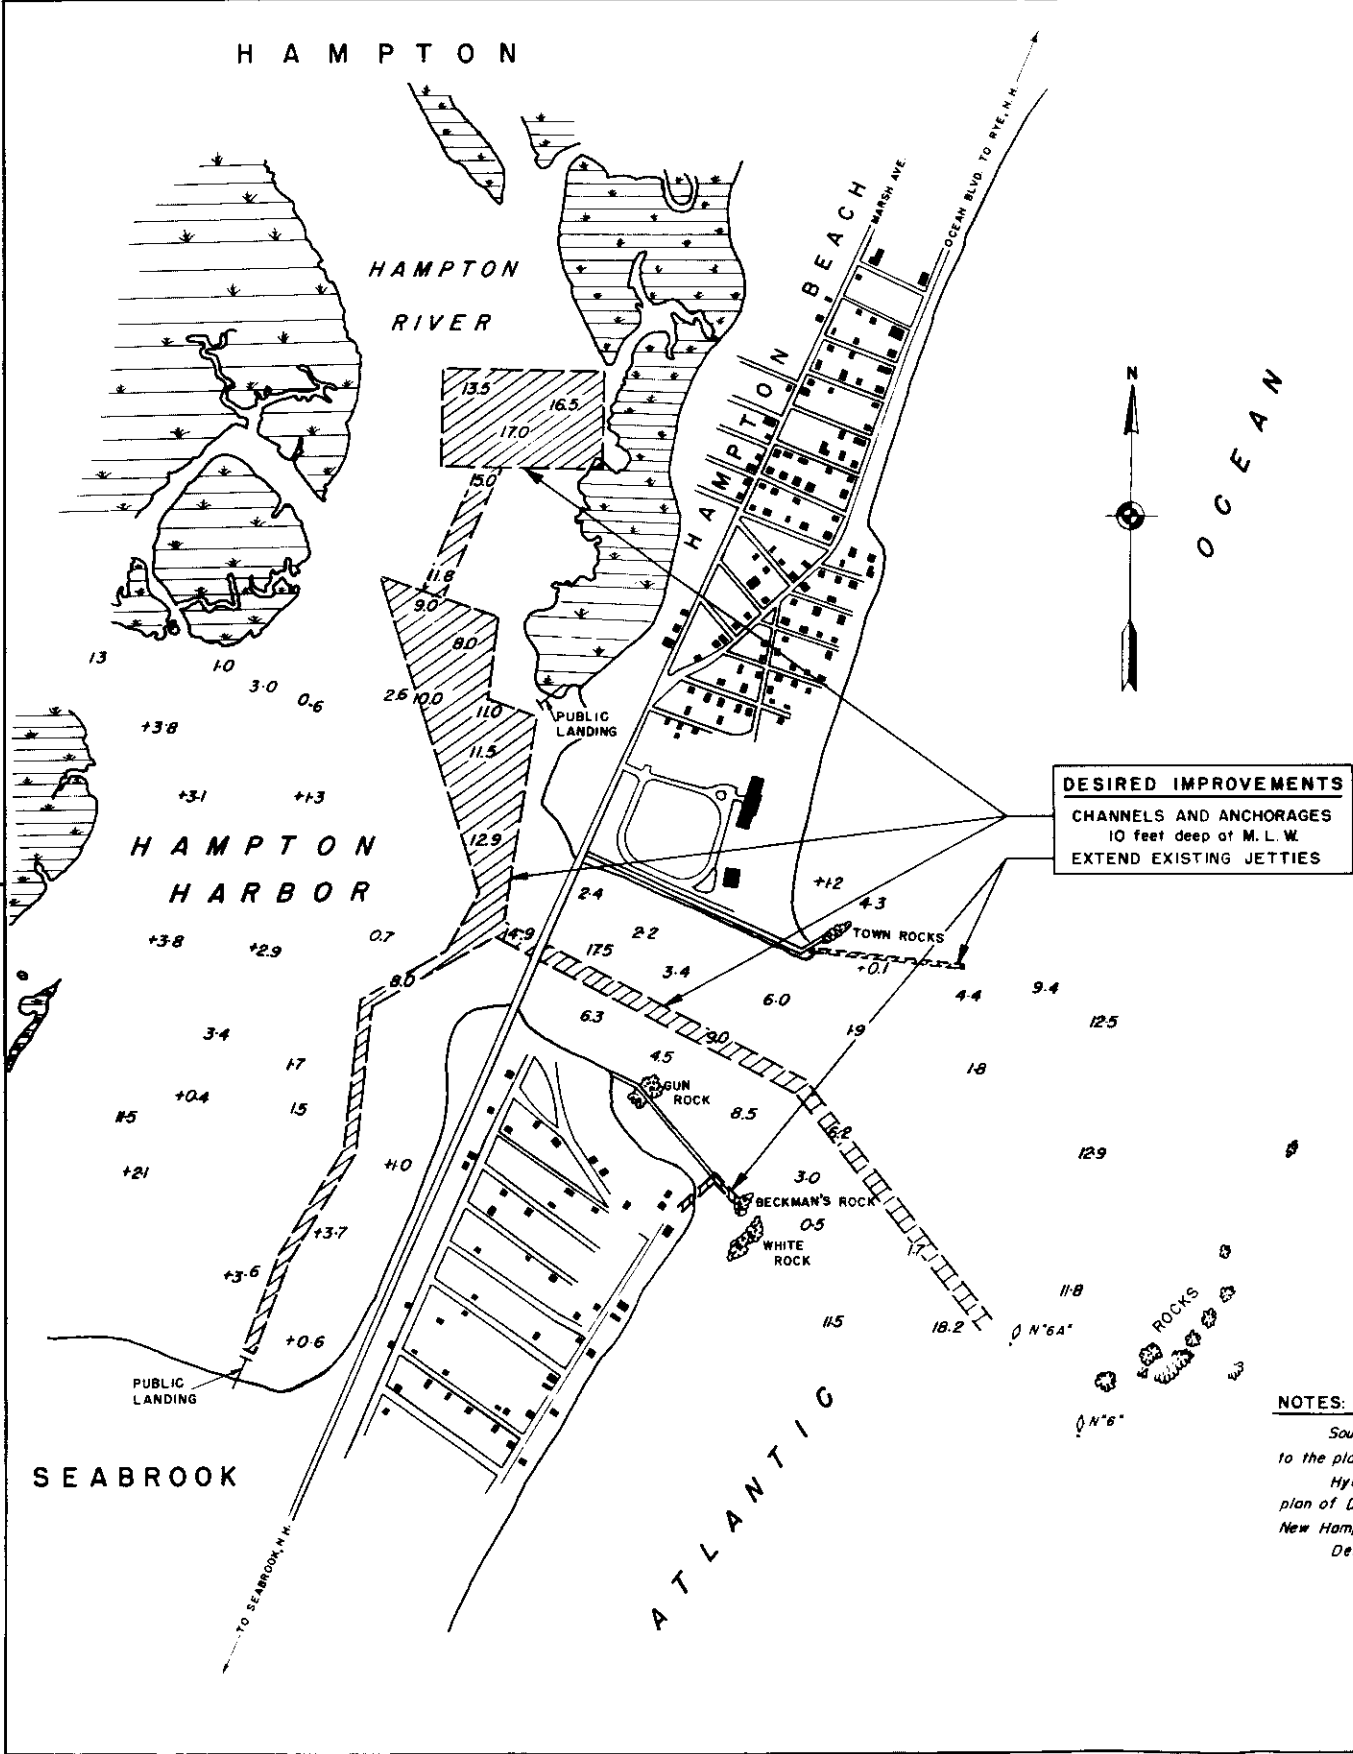 HAMPTON
OCEAN BLVD. TO RYE, N.H.
MARSH AVE.
HAMPTON BEACH
HAMPTON
RIVER
13.5
16.5
17.0
15.0
N
OCEAN
11.8
9.0
8.0
1.0
3.0
0.6
2.6
10.0
11.0
PUBLIC
LANDING
+3.8
11.5
+3.1
+1.3
DESIRED IMPROVEMENTS
CHANNELS AND ANCHORAGES
10 feet deep at M.L.W.
EXTEND EXISTING JETTIES
12.9
HAMPTON
HARBOR
2.4
+1.2
4.3
+3.8
+2.9
0.7
14.9
17.5
2.2
TOWN ROCKS
3.4
+0.1
8.0
6.0
4.4
9.4
12.5
6.3
1.9
3.4
9.0
4.5
1.8
1.7
GUN
ROCK
+0.4
1.5
8.5
6.2
+2.1
+1.0
12.9
3.0
BECKMAN'S ROCK
0.5
WHITE
ROCK
+3.7
1.7
+3.6
11.8
ROCKS
11.5
18.2
N"6A"
+0.6
PUBLIC
LANDING
N"6"
NOTES:
to the
plan of
SEABROOK
ATLANTIC
TO SEABROOK, N.H.